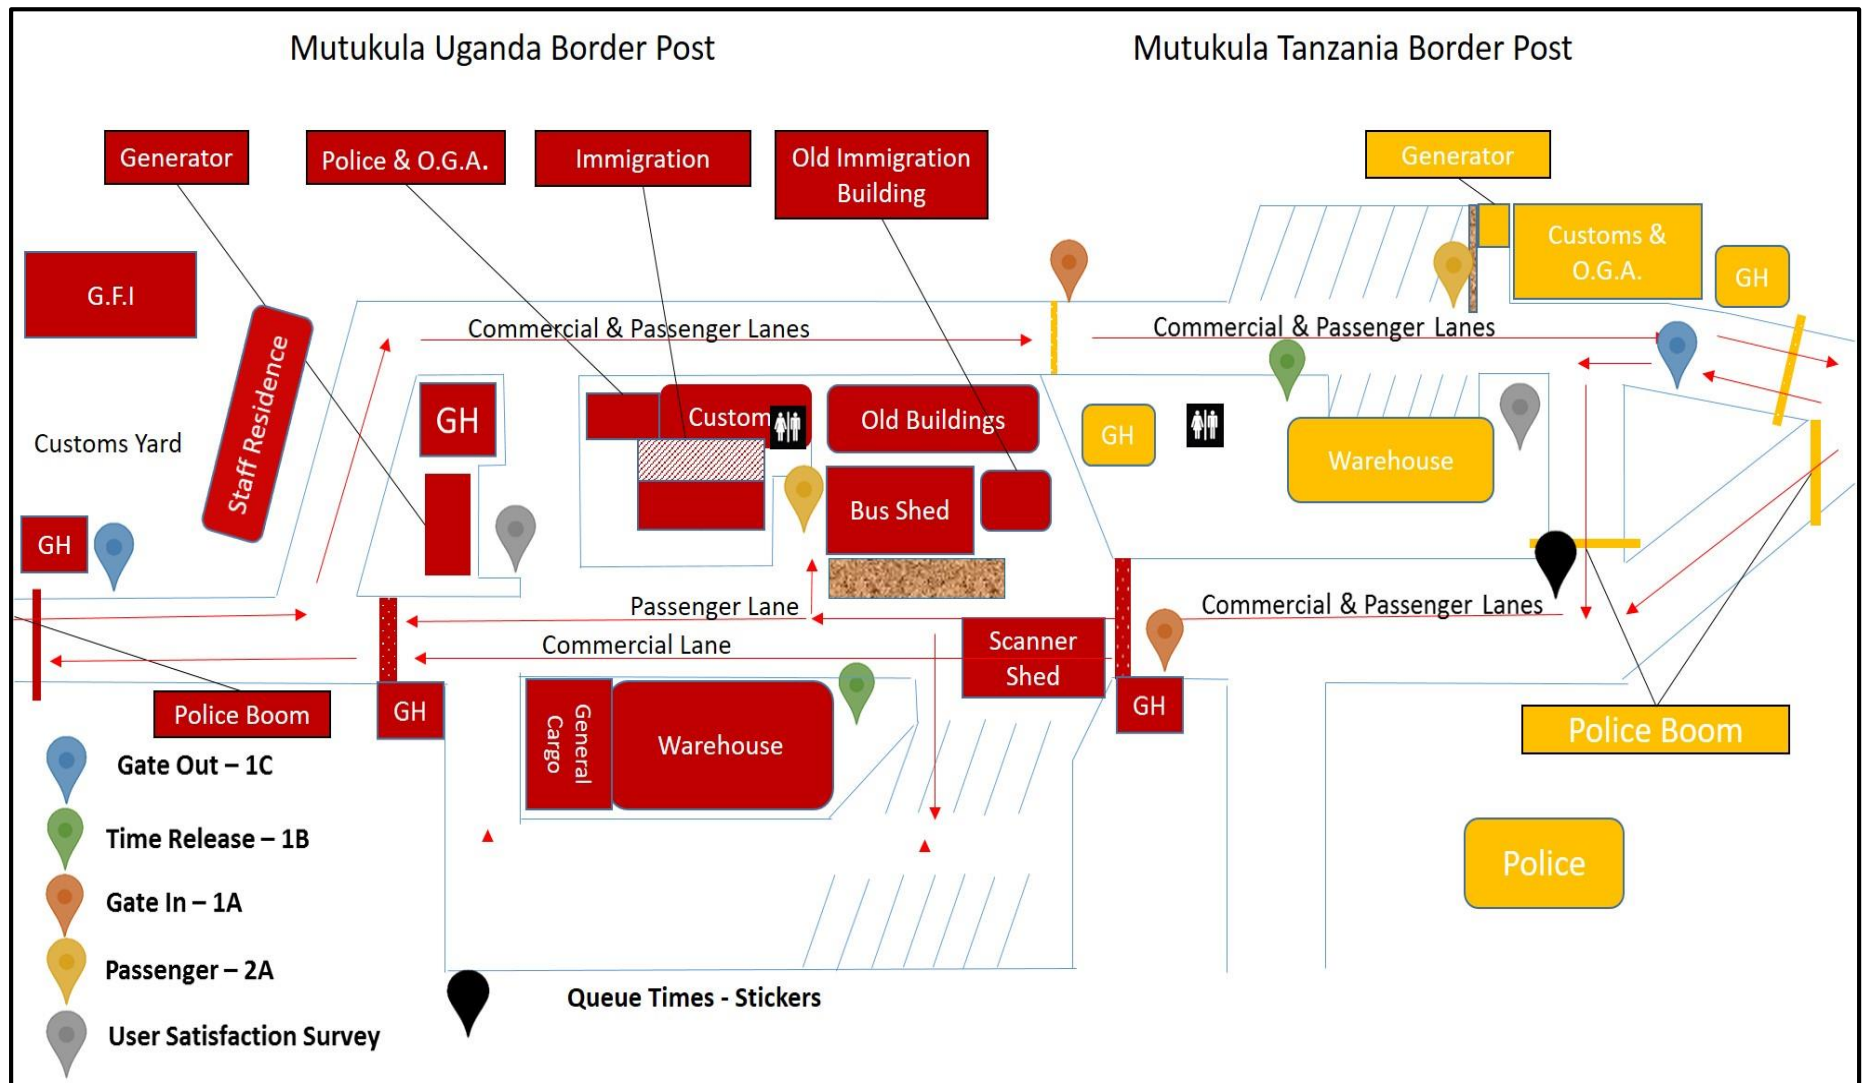 Mutukula Uganda Border Post
Mutukula Tanzania Border Post
Generator
Police & O.G.A.
Immigration
Old Immigration
Building
Generator
G.F.I
Customs &
O.G.A.
GH
Commercial & Passenger Lanes
Commercial & Passenger Lanes
Staff Residence
GH
Custom
Old Buildings
GH
Customs Yard
Warehouse
Bus Shed
GH
Passenger Lane
Commercial & Passenger Lanes
Commercial Lane
Scanner
Shed
Police Boom
GH
General
Cargo
Warehouse
GH
Police Boom
Gate Out – 1C
Time Release – 1B
Gate In – 1A
Passenger – 2A
User Satisfaction Survey
Police
Queue Times - Stickers